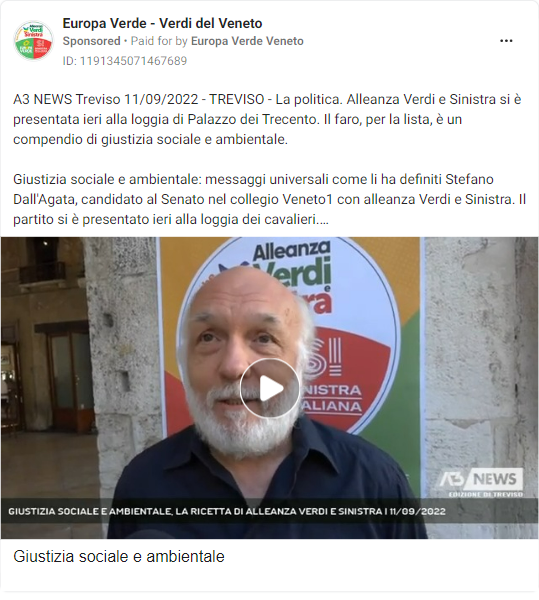 Europa Verde - Verdi del Veneto
Sponsored • Paid for by Europa Verde Veneto
ID: 1191345071467689
A3 NEWS Treviso 11/09/2022 - TREVISO - La politica. Alleanza Verdi e Sinistra si è
presentata ieri alla loggia di Palazzo dei Trecento. Il faro, per la lista, è un
compendio di giustizia sociale e ambientale.
Giustizia sociale e ambientale: messaggi universali come li ha definiti Stefano
Dall'Agata, candidato al Senato nel collegio Veneto1 con alleanza Verdi e Sinistra. Il
partito si è presentato ieri alla loggia dei cavalieri....
Alleanza
Verdi
e
SI
SINISTRA
ITALIANA
A3 NEWS
EDIZIONE DI TREVISO
GIUSTIZIA SOCIALE E AMBIENTALE, LA RICETTA DI ALLEANZA VERDI E SINISTRA | 11/09/2022
Giustizia sociale e ambientale